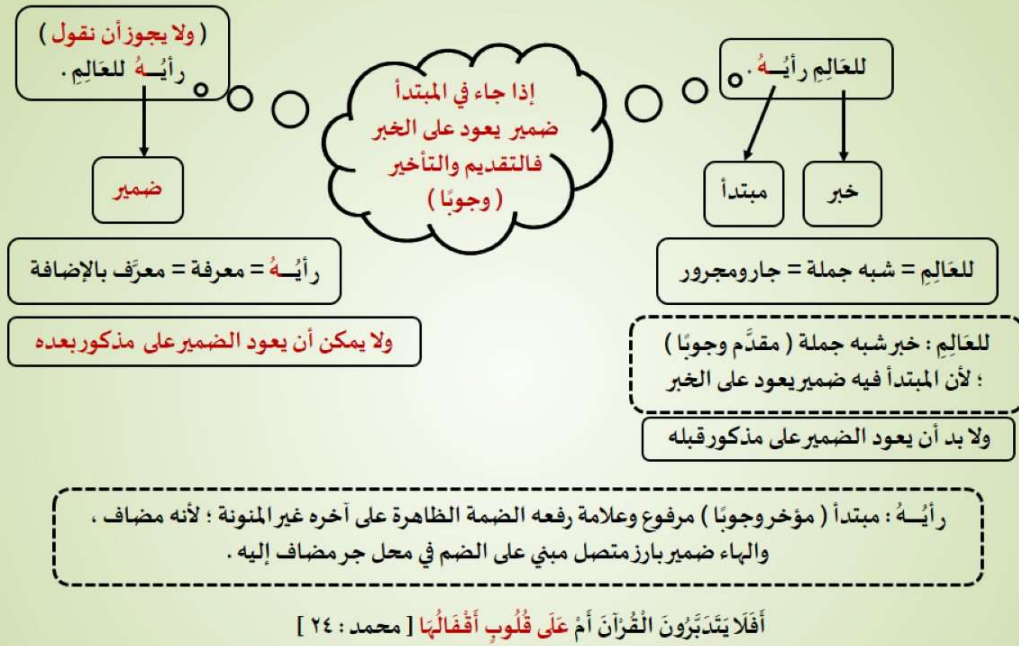 للعَالِمِ رأيُـــهُ .
خبر
مبتدأ
للعَالِمِ = شبه جملة = جار ومجرور
للعَالِمِ : خبر شبه جملة ( مقدَّم وجوبًا )
؛ لأن المبتدأ فيه ضمير يعود على الخبر
ولا بد أن يعود الضمير على مذكور قبله
إذا جاء في المبتدأ
ضمير يعود على الخبر
فالتقديم والتأخير
( وجوبًا )
( ولا يجوز أن نقول )
رأيُـــهُ للعَالِمِ .
ضمير
رأيُـــهُ = معرفة = معرَّف بالإضافة
ولا يمكن أن يعود الضمير على مذكور بعده
رأيُـــهُ : مبتدأ ( مؤخر وجوبًا ) مرفوع وعلامة رفعه الضمة الظاهرة على آخره غير المنونة ؛ لأنه مضاف ،
والهاء ضمير بارز متصل مبني على الضم في محل جر مضاف إليه .
أَفَلَا يَتَدَبَّرُونَ الْقُرْآنَ أَمْ عَلَى قُلُوبٍ أَقْفَالُهَا [ محمد : ٢٤ ]